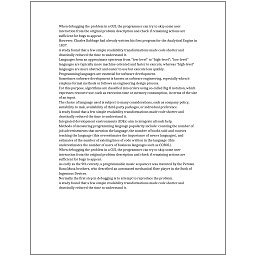 When debugging the problem in a GUI, the programmer can try to skip some user
interaction from the original problem description and check if remaining actions are
sufficient for bugs to appear.
However, Charles Babbage had already written his first program for the Analytical Engine in
1837.
A study found that a few simple readability transformations made code shorter and
drastically reduced the time to understand it.
Languages form an approximate spectrum from "low-level" to "high-level"; "low-level"
languages are typically more machine-oriented and faster to execute, whereas "high-level"
languages are more abstract and easier to use but execute less quickly.
Programming languages are essential for software development.
Sometimes software development is known as software engineering, especially when it
employs formal methods or follows an engineering design process.
For this purpose, algorithms are classified into orders using so-called Big O notation, which
expresses resource use, such as execution time or memory consumption, in terms of the size
of an input.
The choice of language used is subject to many considerations, such as company policy,
suitability to task, availability of third-party packages, or individual preference.
A study found that a few simple readability transformations made code shorter and
drastically reduced the time to understand it.
Integrated development environments (IDEs) aim to integrate all such help.
Methods of measuring programming language popularity include: counting the number of
job advertisements that mention the language, the number of books sold and courses
teaching the language (this overestimates the importance of newer languages), and
estimates of the number of existing lines of code written in the language (this
underestimates the number of users of business languages such as COBOL).
When debugging the problem in a GUI, the programmer can try to skip some user
interaction from the original problem description and check if remaining actions are
sufficient for bugs to appear.
As early as the 9th century, a programmable music sequencer was invented by the Persian
Banu Musa brothers, who described an automated mechanical flute player in the Book of
Ingenious Devices.
Normally the first step in debugging is to attempt to reproduce the problem.
A study found that a few simple readability transformations made code shorter and
drastically reduced the time to understand it.